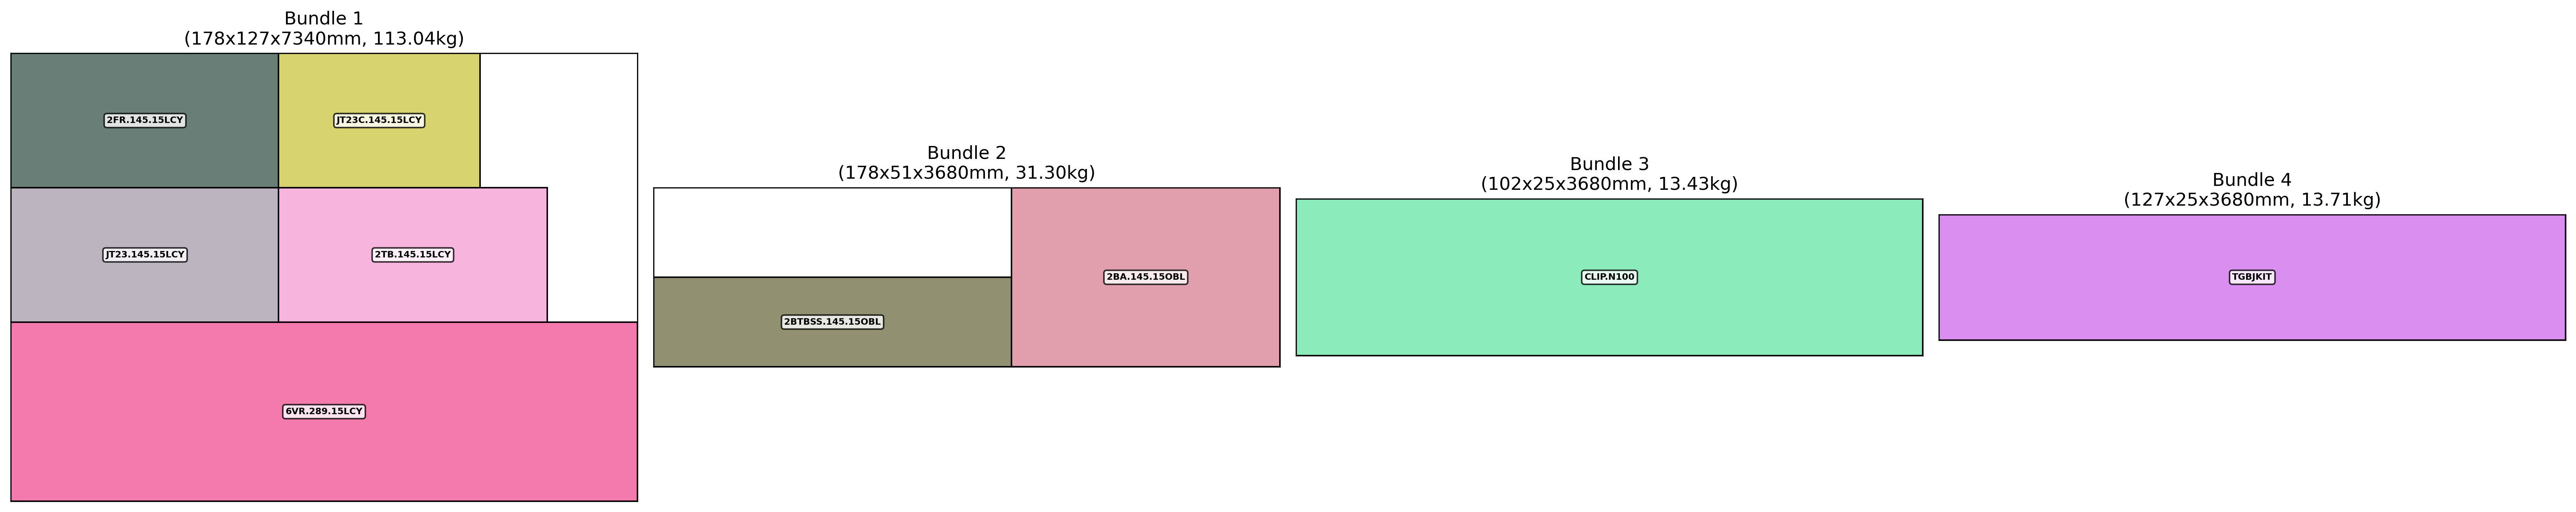 Bundle 1
(178x127x7340mm, 113.04kg)
2FR.145.15LCY
JT23C.145.15LCY
JT23.145.15LCY
2TB.145.15LCY
6VR.289.15LCY
Bundle 2
(178x51x3680mm, 31.30kg)
2BA.145.15OBL
2BTBSS.145.15OBL
Bundle 3
(102x25x3680mm, 13.43kg)
CLIP.N100
Bundle 4
(127x25x3680mm, 13.71kg)
TGBJKIT